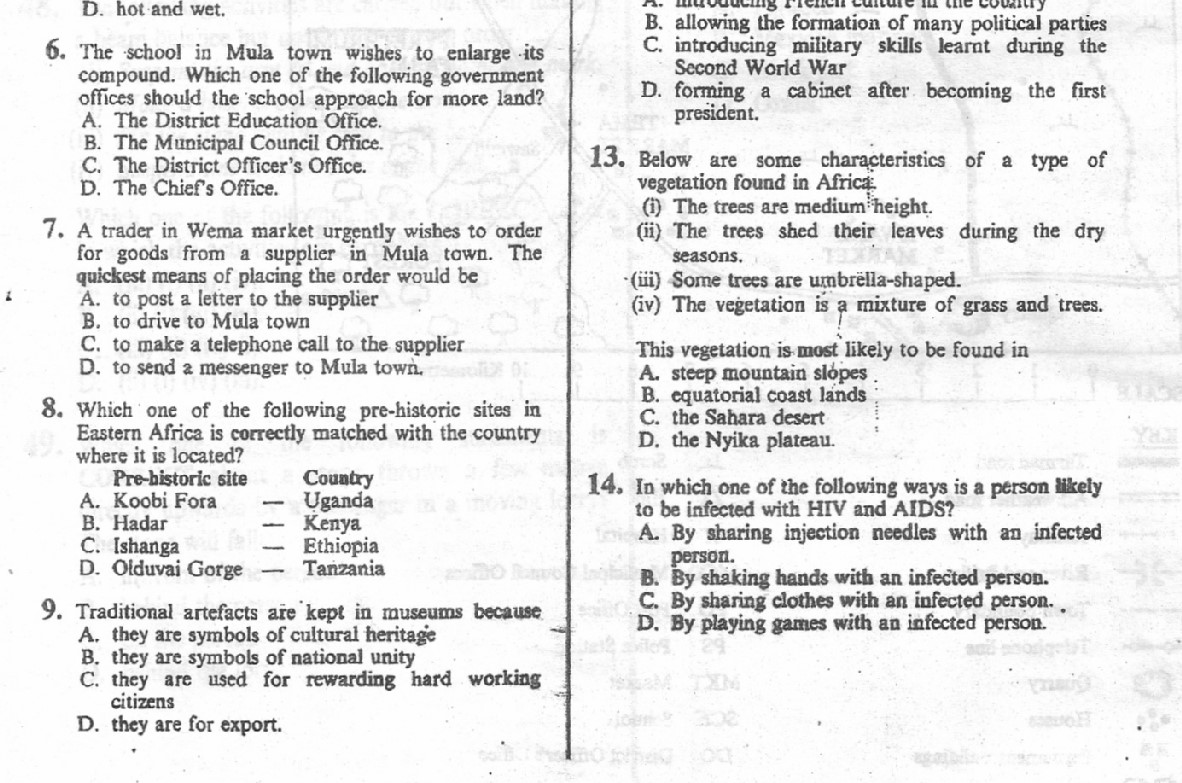 D. hot and wet.
6. The school in Mula town wishes to enlarge its
compound. Which one of the following government
offices should the school approach for more land?
A. The District Education Office.
B. The Municipal Council Office.
C. The District Officer's Office.
D. The Chief's Office.
7. A trader in Wema market urgently wishes to order
for goods from a supplier in Mula town. The
quickest means of placing the order would be
A. to post a letter to the supplier
B. to drive to Mula town
C. to make a telephone call to the supplier
D. to send a messenger to Mula town.
8. Which one of the following pre-historic sites in
Eastern Africa is correctly matched with the country
where it is located?
Pre-historic site Country
A. Koobi Fora — Uganda
B. Hadar — Kenya
C. Ishanga — Ethiopia
D. Olduvai Gorge — Tanzania
9. Traditional artefacts are kept in museums because
A. they are symbols of cultural heritage
B. they are symbols of national unity
C. they are used for rewarding hard working
citizens
D. they are for export.
A. introducing French culture in the country
B. allowing the formation of many political parties
C. introducing military skills learnt during the
Second World War
D. forming a cabinet after becoming the first
president.
13. Below are some characteristics of a type of
vegetation found in Africa.
(i) The trees are medium height.
(ii) The trees shed their leaves during the dry
seasons.
(iii) Some trees are umbrella-shaped.
(iv) The vegetation is a mixture of grass and trees.
This vegetation is most likely to be found in
A. steep mountain slopes
B. equatorial coast lands
C. the Sahara desert
D. the Nyika plateau.
14. In which one of the following ways is a person likely
to be infected with HIV and AIDS?
A. By sharing injection needles with an infected
person.
B. By shaking hands with an infected person.
C. By sharing clothes with an infected person.
D. By playing games with an infected person.